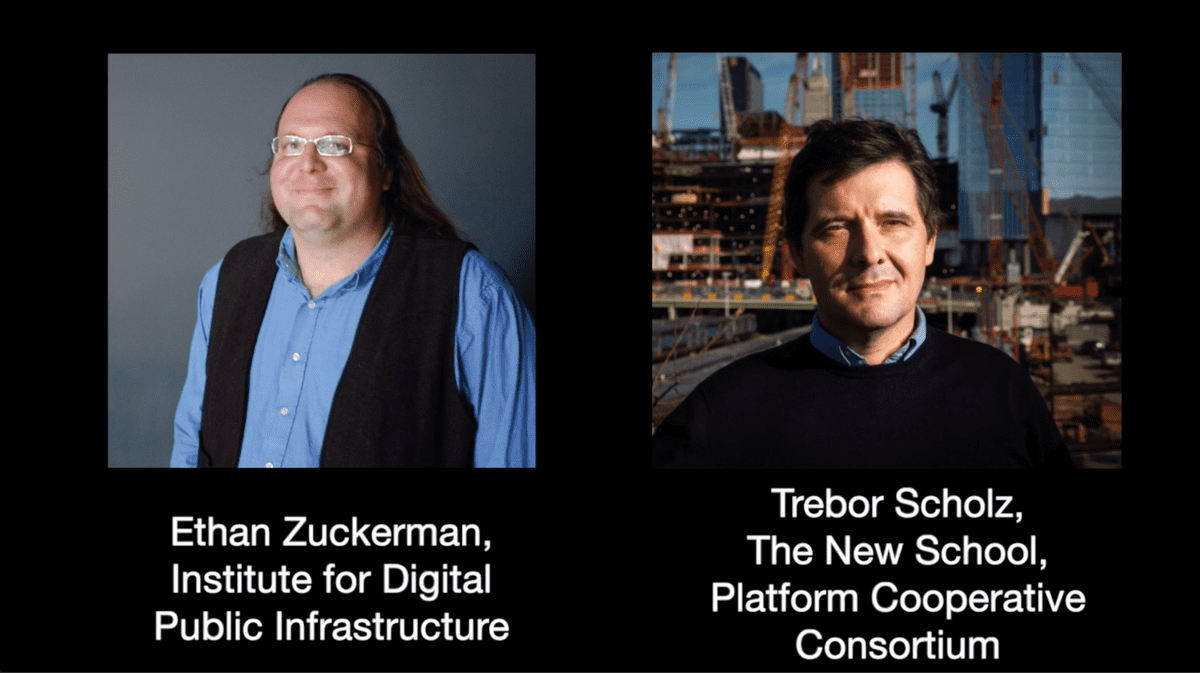 Ethan Zuckerman,
Institute for Digital
Public Infrastructure
Trebor Scholz,
The New School,
Platform Cooperative
Consortium